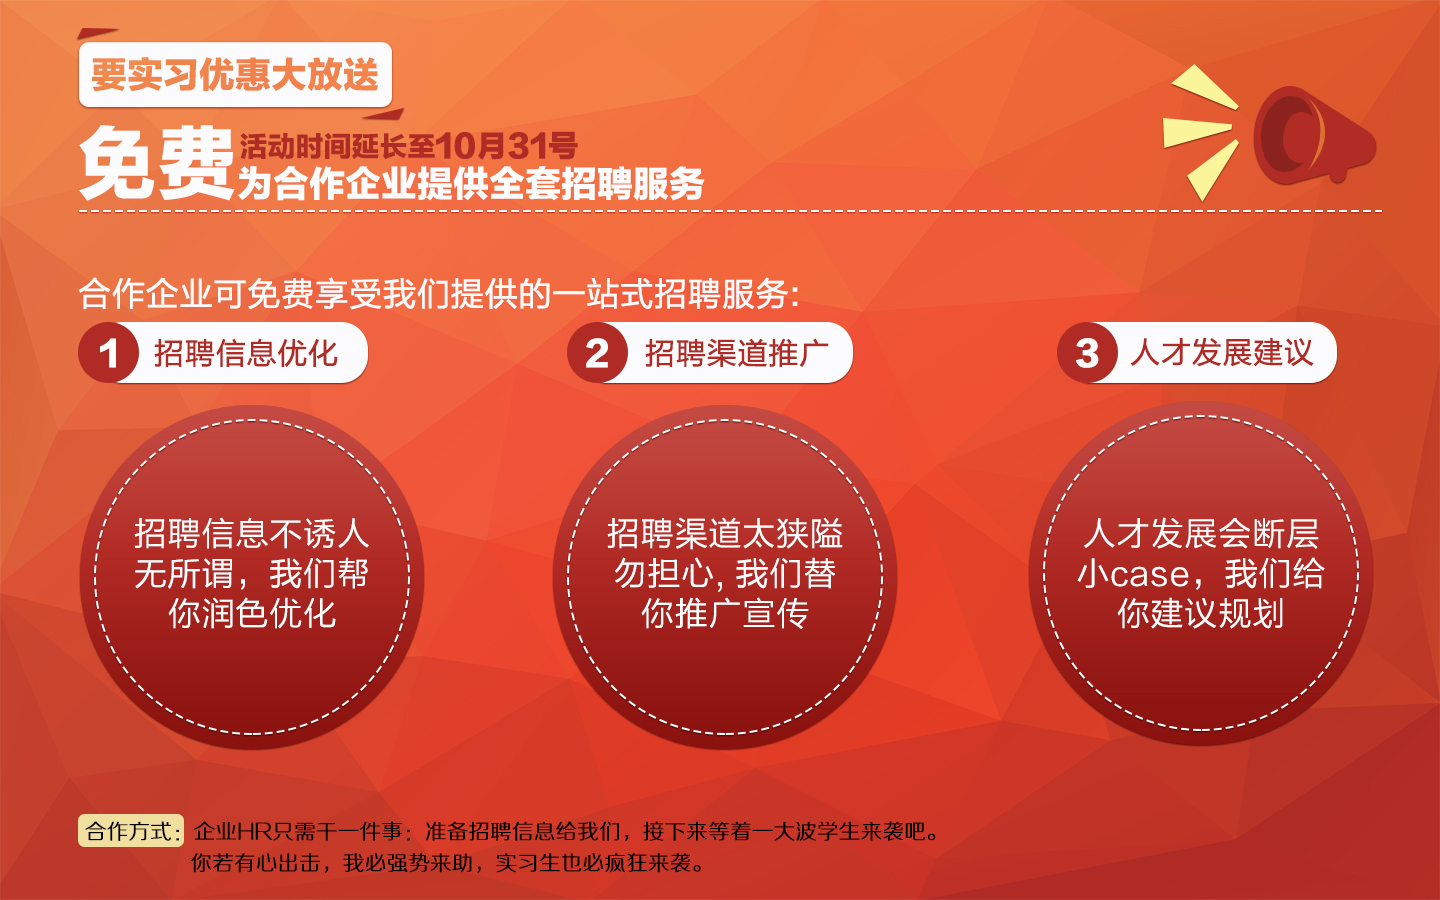 要实习优惠大放送
免费
活动时间延长至10月31号
为合作企业提供全套招聘服务
合作企业可免费享受我们提供的一站式招聘服务:
1 招聘信息优化
2 招聘渠道推广
3 人才发展建议
招聘信息不诱人
无所谓，我们帮
你润色优化
招聘渠道太狭隘
勿担心,我们替
你推广宣传
人才发展会断层
小case，我们给
你建议规划
合作方式：企业HR只需干一件事：准备招聘信息给我们，接下来等着一大波学生来袭吧。
你若有心出击，我必强势来助，实习生也必疯狂来袭。